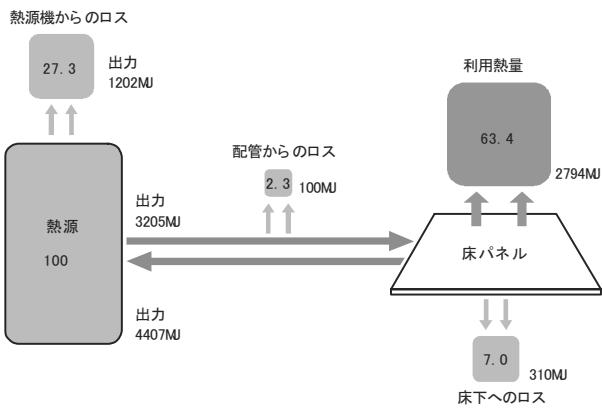 熱源機からのロス
27.3
出力
1202MJ
利用熱量
63.4
2794MJ
配管からのロス
2.3
100MJ
出力
3205MJ
熱源
100
床パネル
出力
4407MJ
7.0
310MJ
床下へのロス